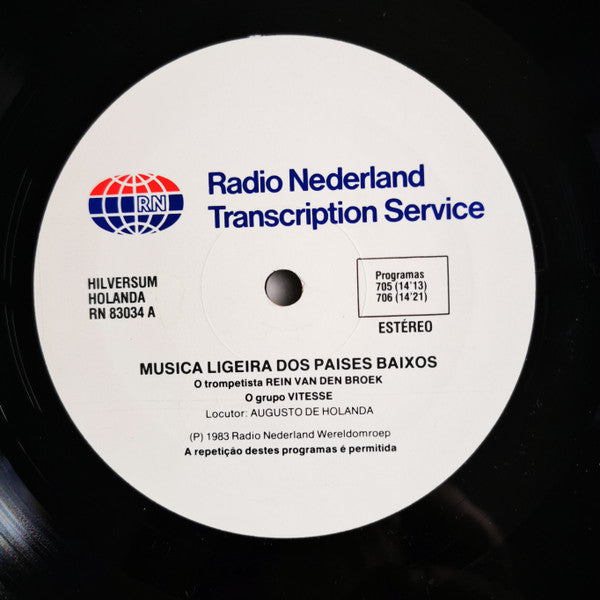 RN
Radio Nederland
Transcription Service
HILVERSUM
HOLANDA
RN 83034 A
Programas
705 (14'13)
706 (14'21)
ESTÉREO
MUSICA LIGEIRA DOS PAISES BAIXOS
O trompetista REIN VAN DEN BROEK
O grupo VITESSE
Locutor: AUGUSTO DE HOLANDA
(P) 1983 Radio Nederland Wereldomroep
A repetição destes programas é permitida